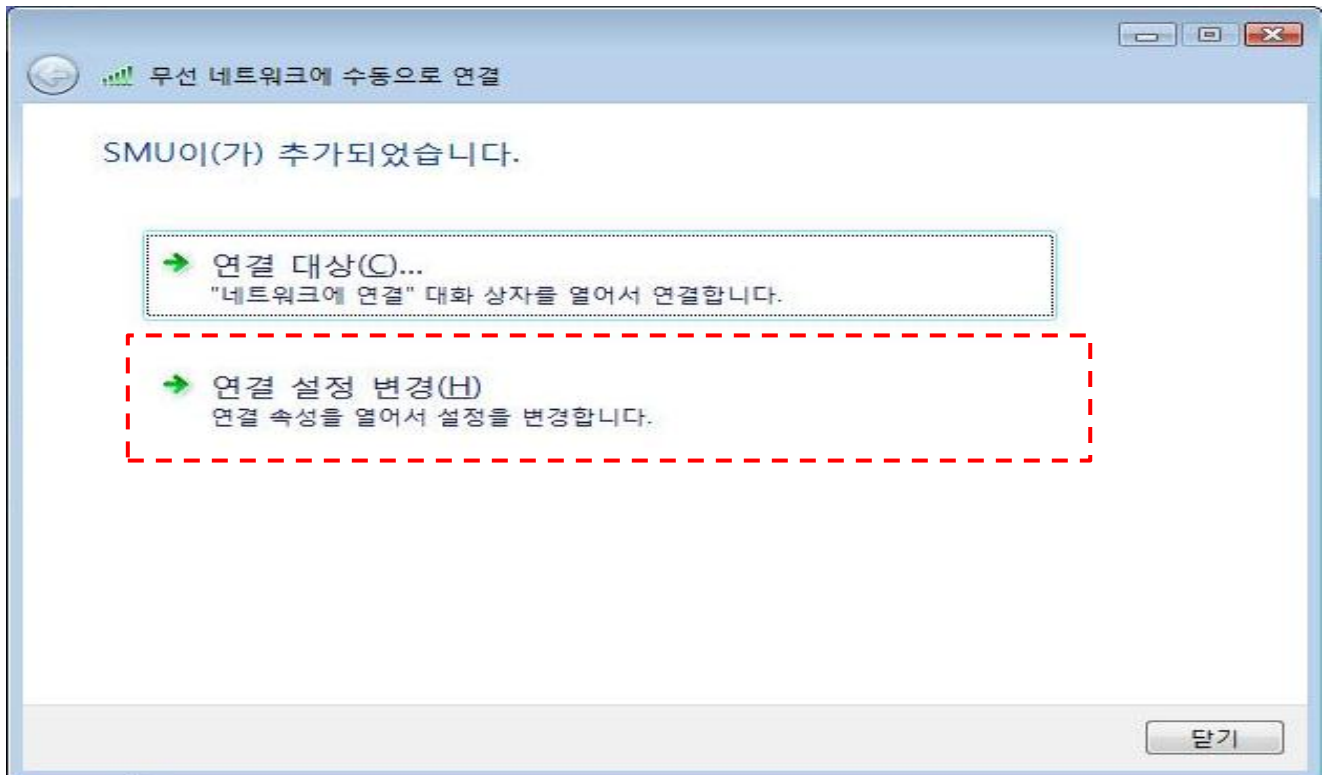 무선 네트워크에 수동으로 연결
SMU이(가) 추가되었습니다.
연결 대상(C)...
"네트워크에 연결" 대화 상자를 열어서 연결합니다.
연결 설정 변경(H)
연결 속성을 열어서 설정을 변경합니다.
닫기